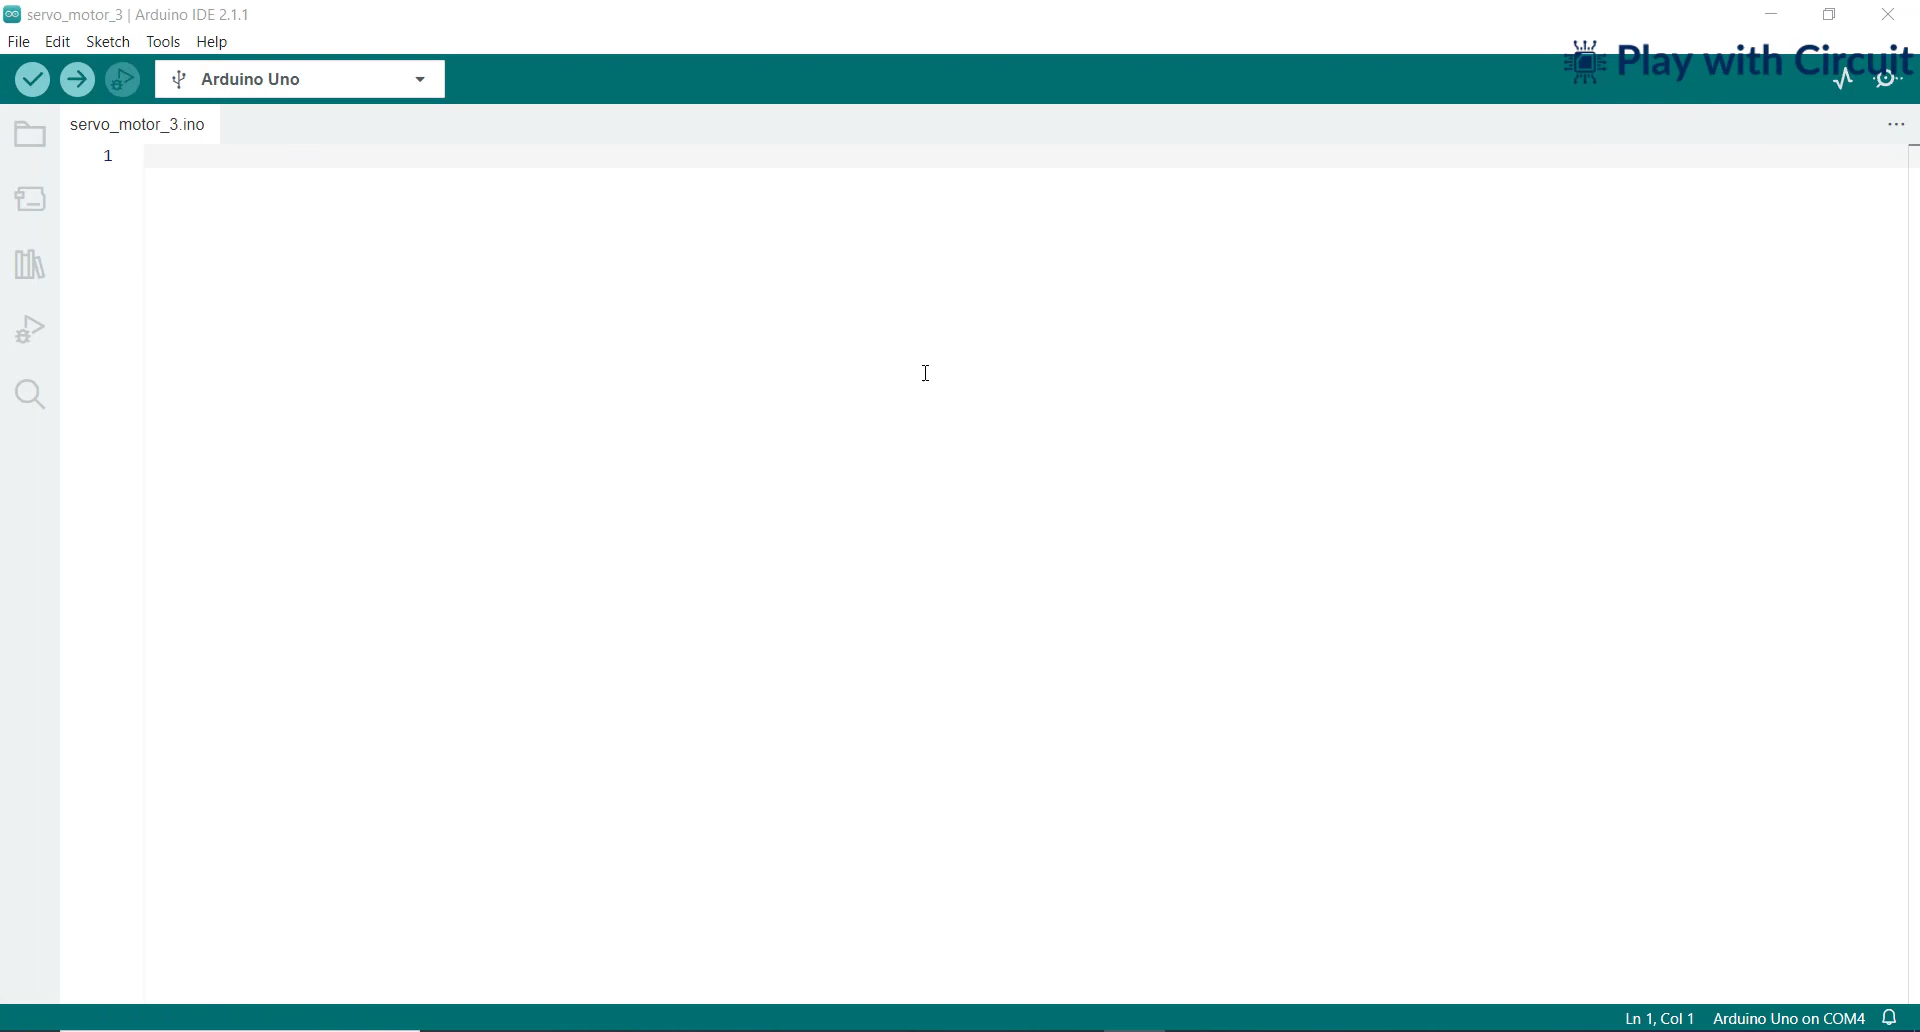 servo_motor_3 | Arduino IDE 2.1.1
File Edit Sketch Tools Help
Play with Circuit
Arduino Uno
servo_motor_3.ino
1
Ln 1, Col 1 Arduino Uno on COM4